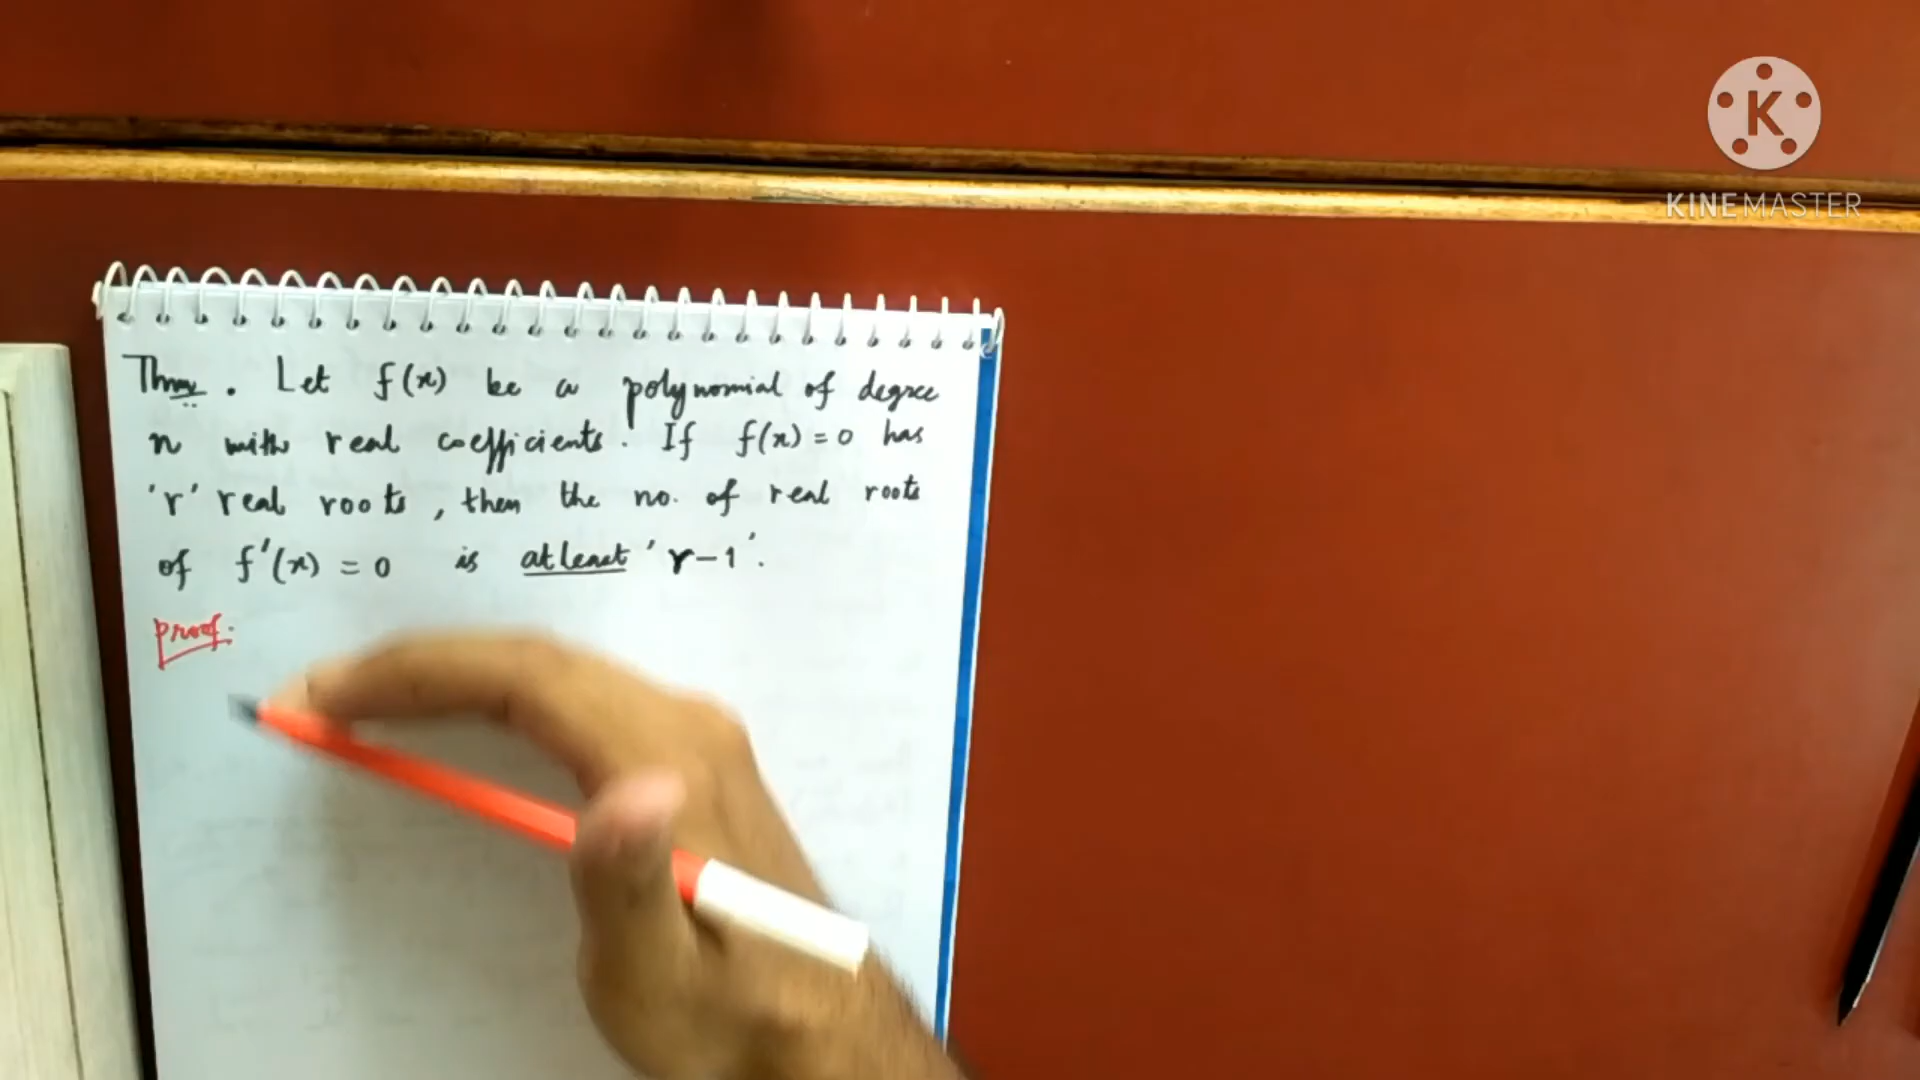 K
KINEMASTER
Thm. Let f(x) be a polynomial of degree
n with real coefficients. If f(x) = 0 has
'r' real roots, then the no. of real roots
of f'(x) = 0 is atleast 'r-1'.
Proof.